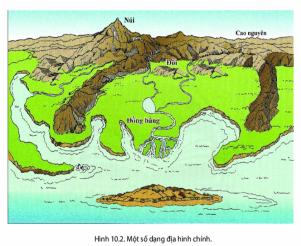 Núi
Cao nguyên
Đồi
Đồng bằng
Hình 10.2. Một số dạng địa hình chính.